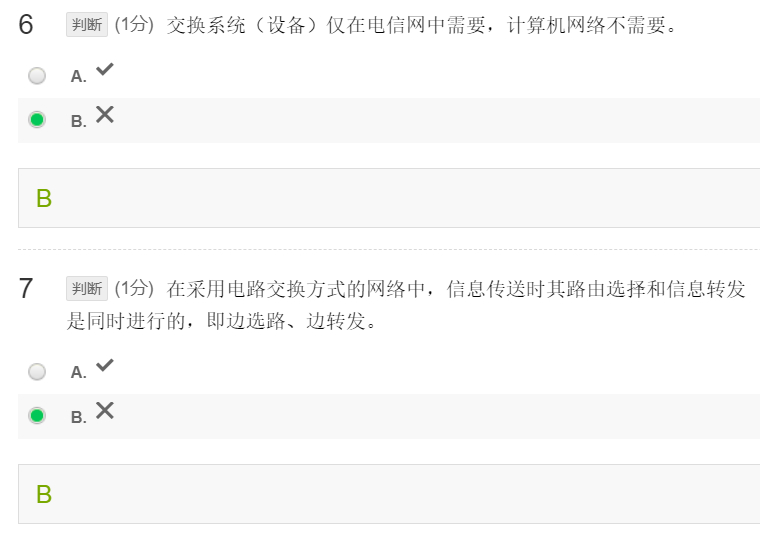 6 判断 (1分) 交换系统（设备）仅在电信网中需要，计算机网络不需要。
A. ✓
B. ✕
B
7 判断 (1分) 在采用电路交换方式的网络中，信息传送时其路由选择和信息转发
是同时进行的，即边选路、边转发。
A. ✓
B. ✕
B